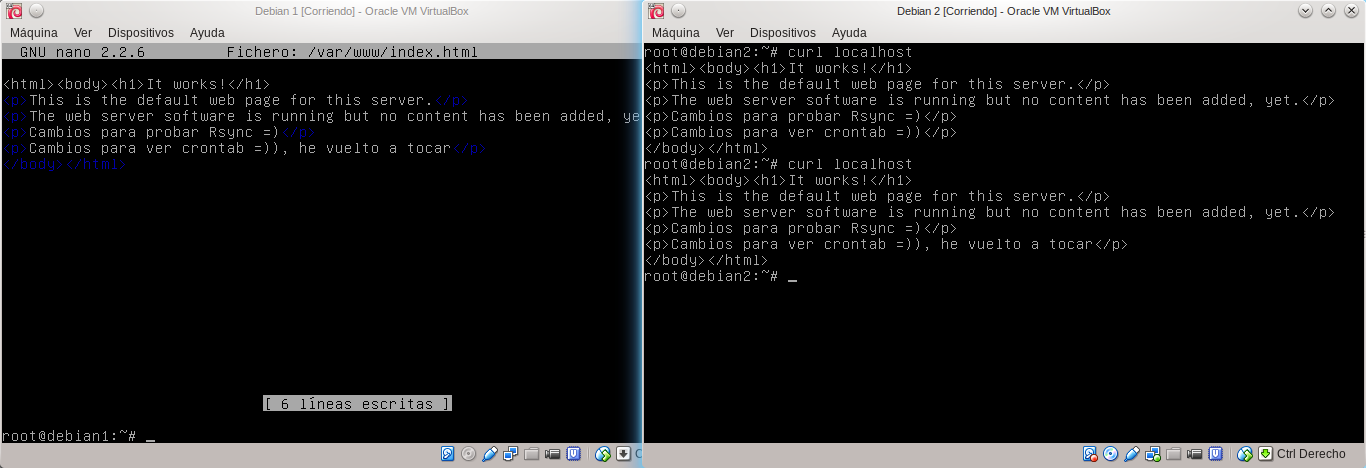 Debian 1 [Corriendo] - Oracle VM VirtualBox
Máquina Ver Dispositivos Ayuda
GNU nano 2.2.6 Fichero: /var/www/index.html
<html><body><h1>It works!</h1>
<p>This is the default web page for this server.</p>
<p>The web server software is running but no content has been added, ye
<p>Cambios para probar Rsync =)</p>
<p>Cambios para ver crontab =)), he vuelto a tocar</p>
</body></html>
[ 6 líneas escritas ]
root@debian1:~# _
C
Debian 2 [Corriendo] - Oracle VM VirtualBox
Máquina Ver Dispositivos Ayuda
root@debian2:~# curl localhost
<html><body><h1>It works!</h1>
<p>This is the default web page for this server.</p>
<p>The web server software is running but no content has been added, yet.</p>
<p>Cambios para probar Rsync =)</p>
<p>Cambios para ver crontab =))</p>
</body></html>
root@debian2:~# curl localhost
<html><body><h1>It works!</h1>
<p>This is the default web page for this server.</p>
<p>The web server software is running but no content has been added, yet.</p>
<p>Cambios para probar Rsync =)</p>
<p>Cambios para ver crontab =)), he vuelto a tocar</p>
</body></html>
root@debian2:~# _
Ctrl Derecho